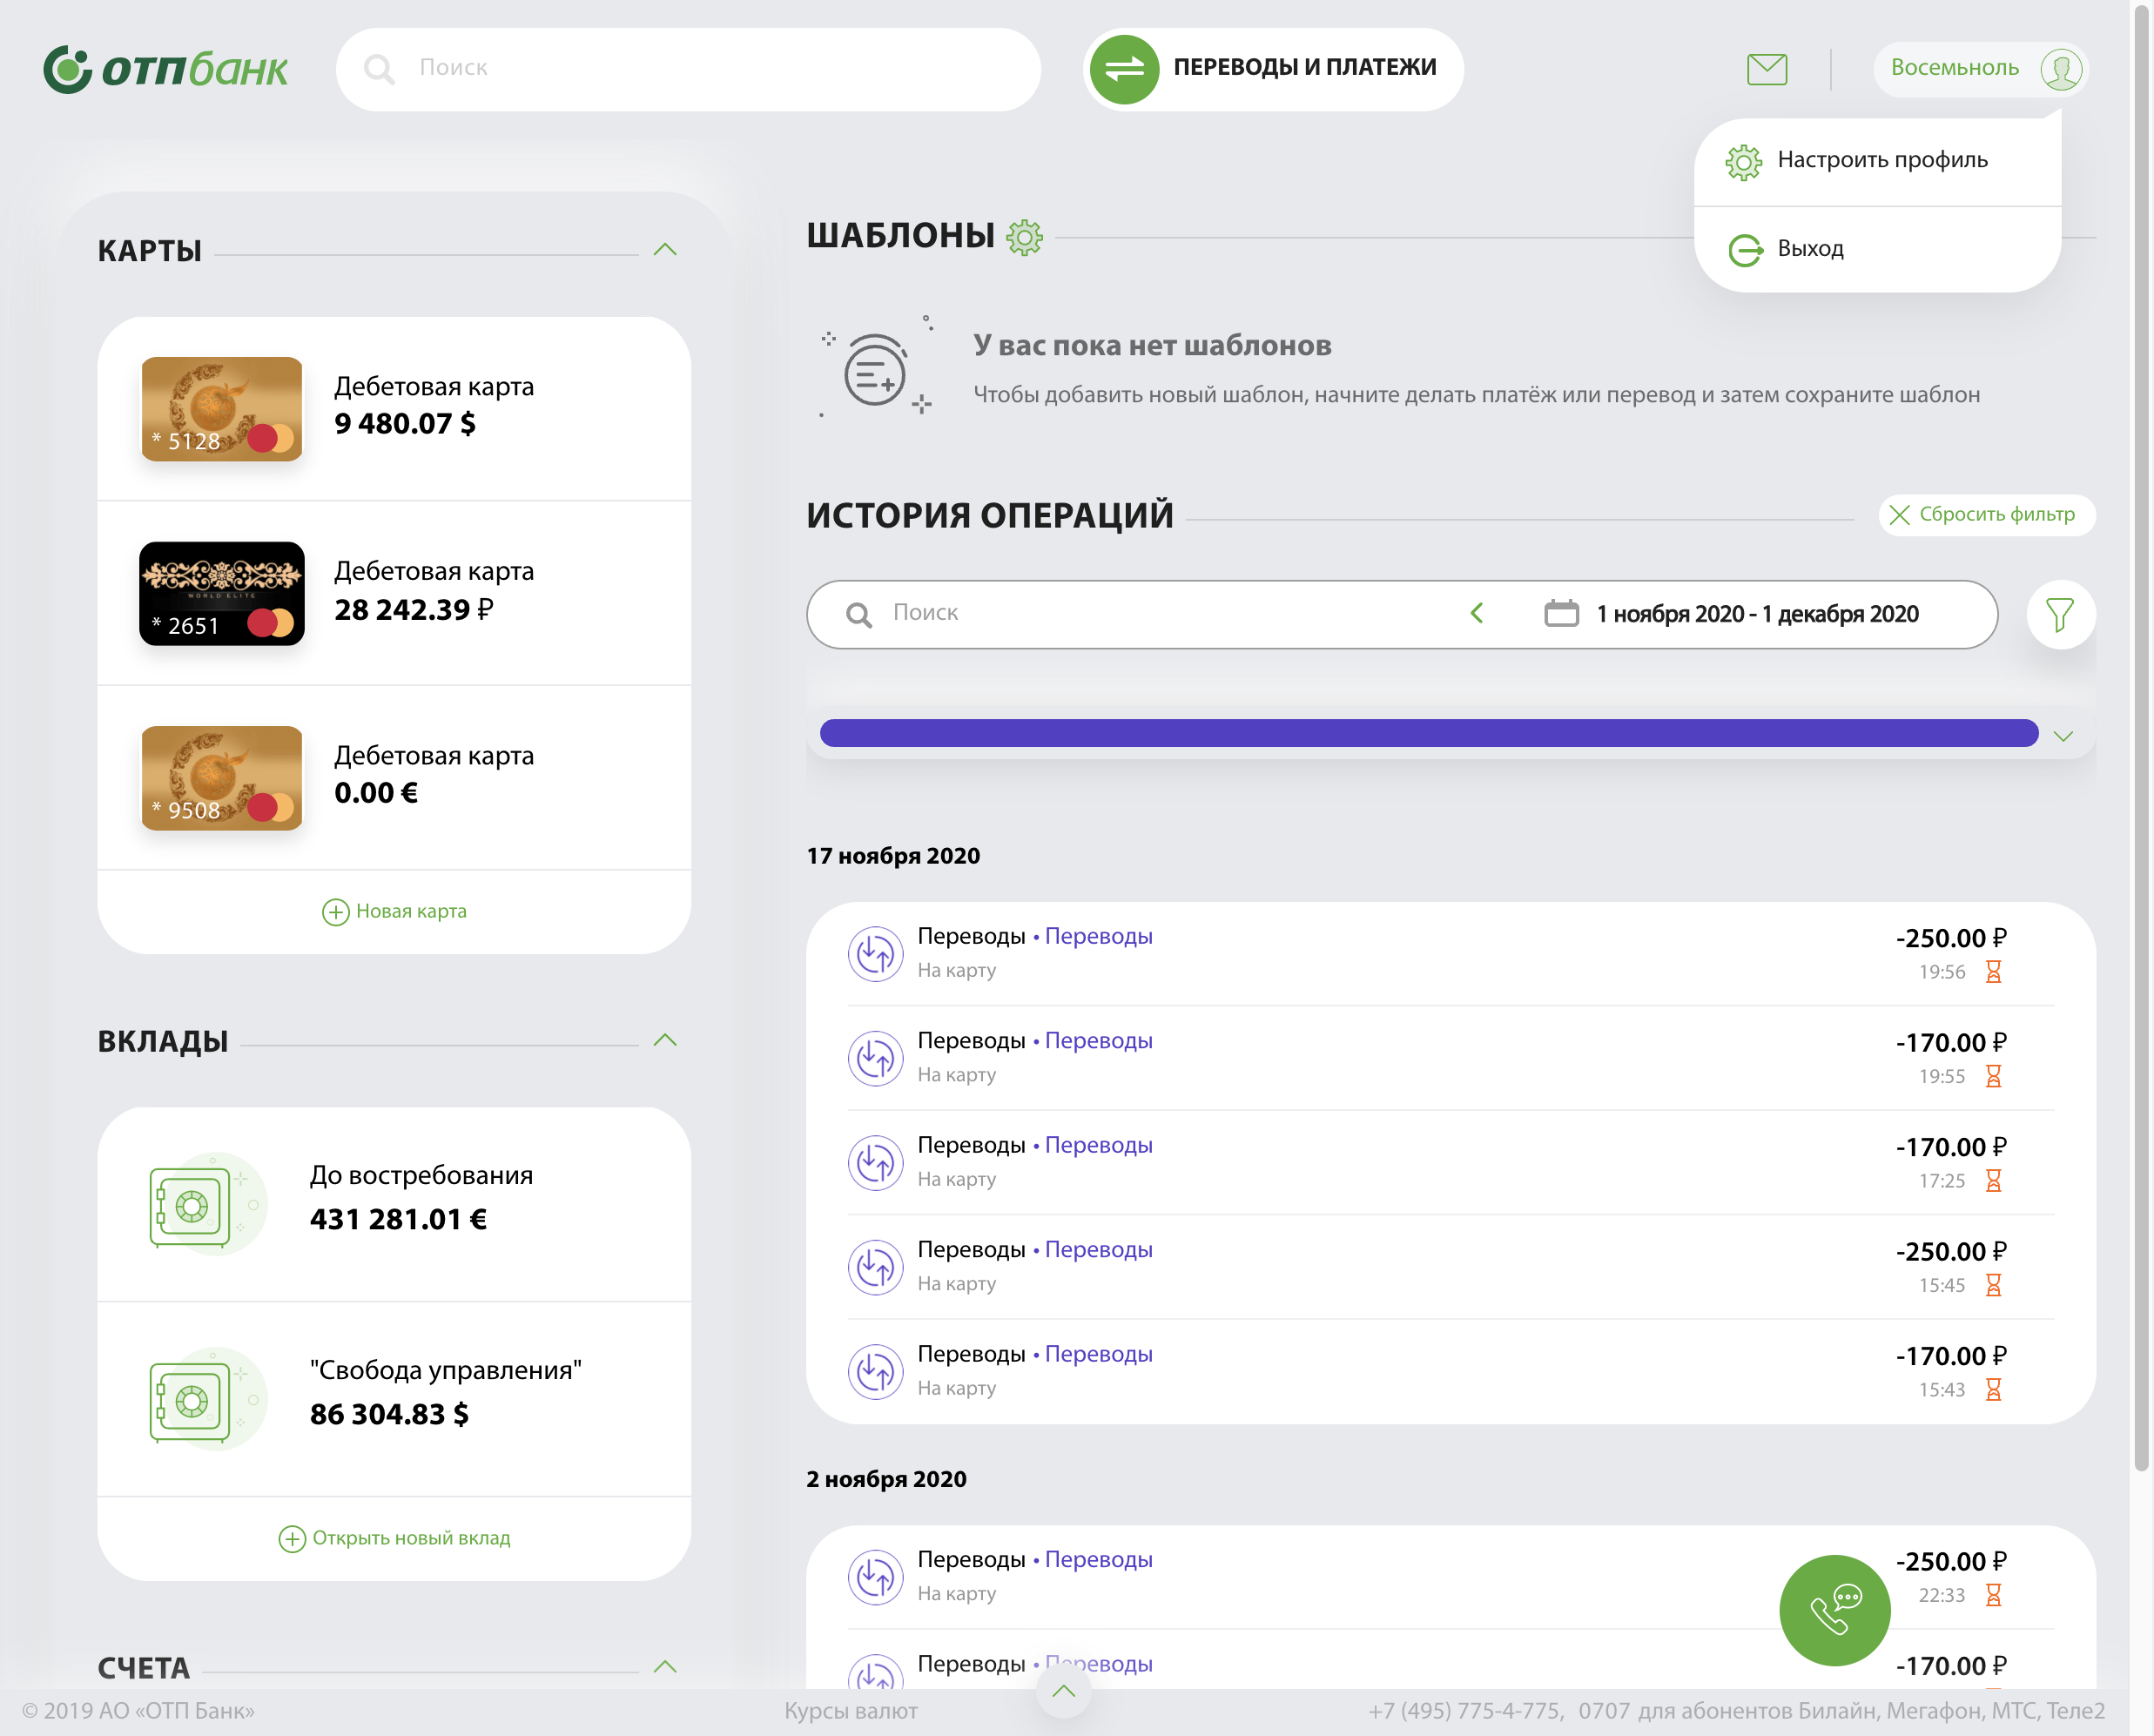 ОТПбанк
Поиск
ПЕРЕВОДЫ И ПЛАТЕЖИ
Восемьноль
Настроить профиль
Выход
КАРТЫ
* 5128
Дебетовая карта
9 480.07 $
WORLD ELITE
* 2651
Дебетовая карта
28 242.39 ₽
* 9508
Дебетовая карта
0.00 €
Новая карта
ВКЛАДЫ
До востребования
431 281.01 €
"Свобода управления"
86 304.83 $
Открыть новый вклад
СЧЕТА
ШАБЛОНЫ
У вас пока нет шаблонов
Чтобы добавить новый шаблон, начните делать платёж или перевод и затем сохраните шаблон
ИСТОРИЯ ОПЕРАЦИЙ
Сбросить фильтр
Поиск
1 ноября 2020 - 1 декабря 2020
17 ноября 2020
Переводы • Переводы
-250.00 ₽
На карту
19:56
Переводы • Переводы
-170.00 ₽
На карту
19:55
Переводы • Переводы
-170.00 ₽
На карту
17:25
Переводы • Переводы
-250.00 ₽
На карту
15:45
Переводы • Переводы
-170.00 ₽
На карту
15:43
2 ноября 2020
Переводы • Переводы
-250.00 ₽
На карту
22:33
Переводы • Переводы
-170.00 ₽
© 2019 АО «ОТП Банк»
Курсы валют
+7 (495) 775-4-775, 0707 для абонентов Билайн, Мегафон, МТС, Теле2